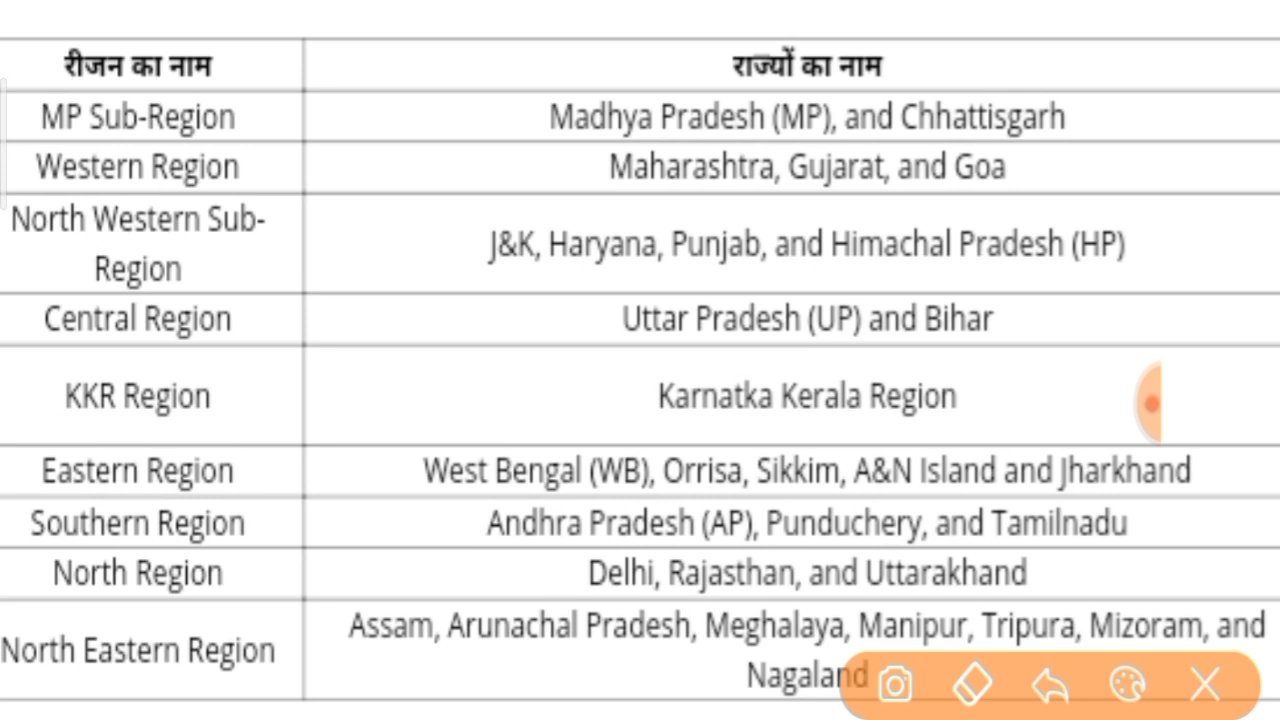 रीजन का नाम राज्यों का नाम
MP Sub-Region Madhya Pradesh (MP), and Chhattisgarh
Western Region Maharashtra, Gujarat, and Goa
North Western Sub-
Region J&K, Haryana, Punjab, and Himachal Pradesh (HP)
Central Region Uttar Pradesh (UP) and Bihar
KKR Region Karnatka Kerala Region
Eastern Region West Bengal (WB), Orrisa, Sikkim, A&N Island and Jharkhand
Southern Region Andhra Pradesh (AP), Punduchery, and Tamilnadu
North Region Delhi, Rajasthan, and Uttarakhand
North Eastern Region Assam, Arunachal Pradesh, Meghalaya, Manipur, Tripura, Mizoram, and
Nagaland